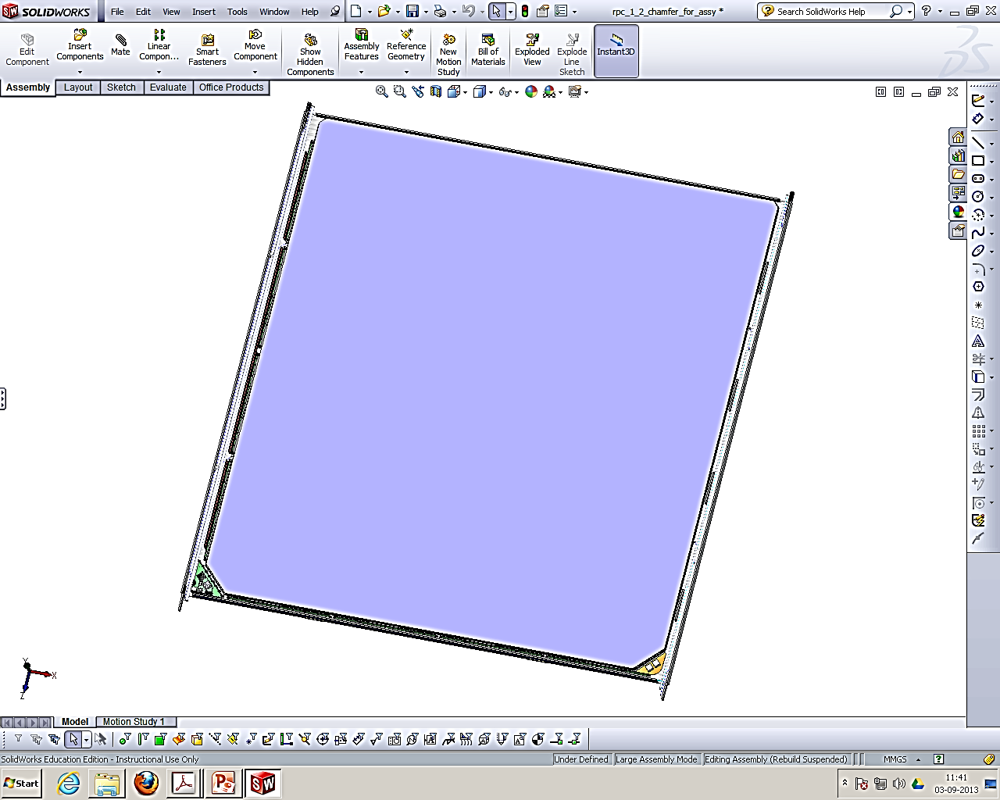 SOLIDWORKS File Edit View Insert Tools Window Help rpc_1_2_chamfer_for_assy * Search SolidWorks Help
Edit Component
Insert Components
Mate
Linear Compon...
Smart Fasteners
Move Component
Show Hidden Components
Assembly Features
Reference Geometry
New Motion Study
Bill of Materials
Exploded View
Explode Line Sketch
Instant3D
Assembly Layout Sketch Evaluate Office Products
Y
X
Z
Model Motion Study 1
SolidWorks Education Edition - Instructional Use Only Under Defined Large Assembly Mode Editing Assembly (Rebuild Suspended) MMGS ?
Start 11:41
03-09-2013